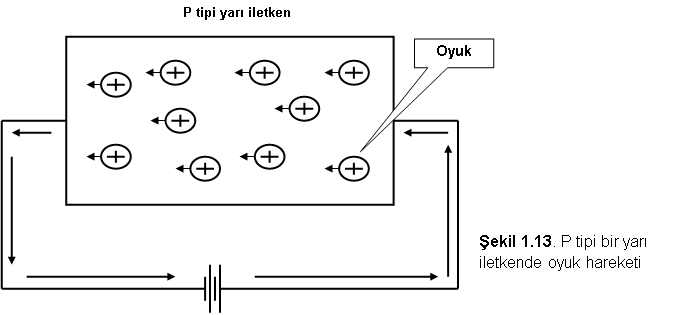 P tipi yarı iletken
Oyuk
Şekil 1.13. P tipi bir yarı
iletkende oyuk hareketi